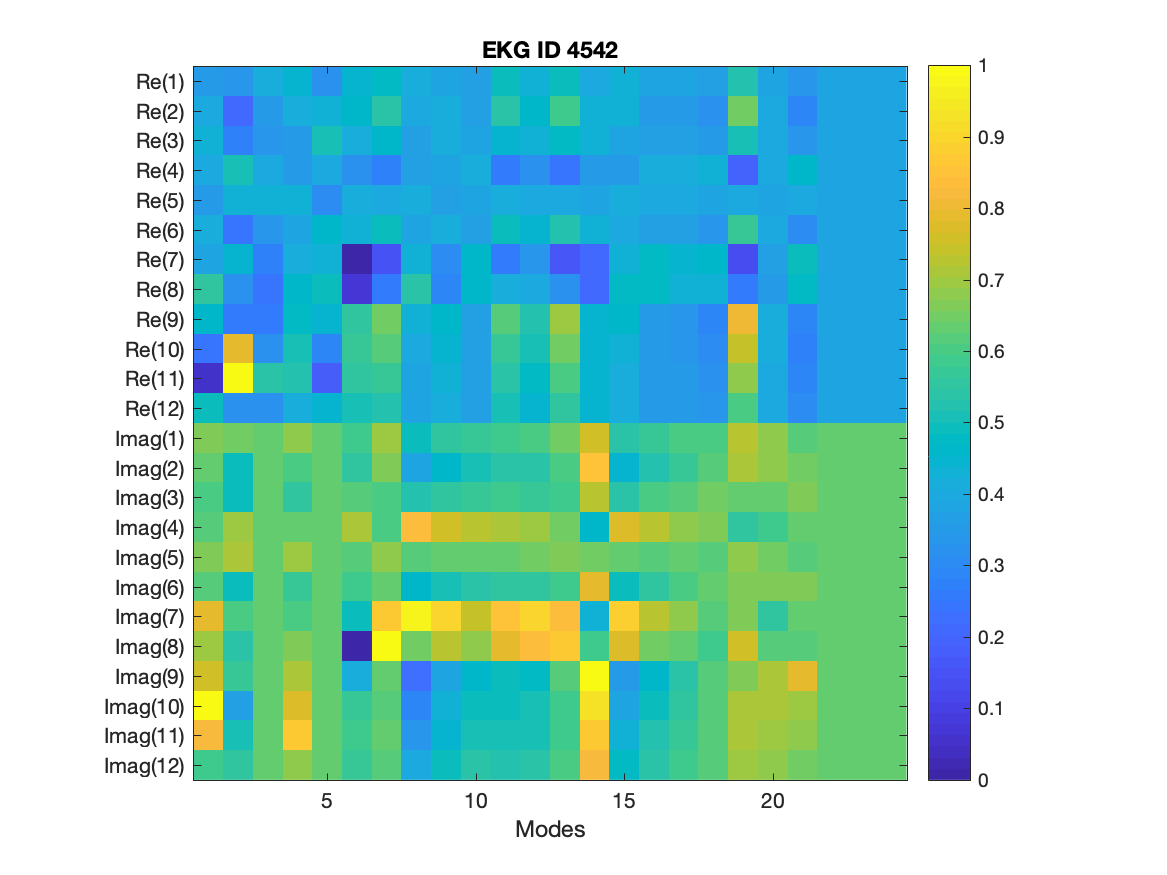 EKG ID 4542
Re(1)
Re(2)
Re(3)
Re(4)
Re(5)
Re(6)
Re(7)
Re(8)
Re(9)
Re(10)
Re(11)
Re(12)
Imag(1)
Imag(2)
Imag(3)
Imag(4)
Imag(5)
Imag(6)
Imag(7)
Imag(8)
Imag(9)
Imag(10)
Imag(11)
Imag(12)
5 10 15 20
Modes
1
0.9
0.8
0.7
0.6
0.5
0.4
0.3
0.2
0.1
0